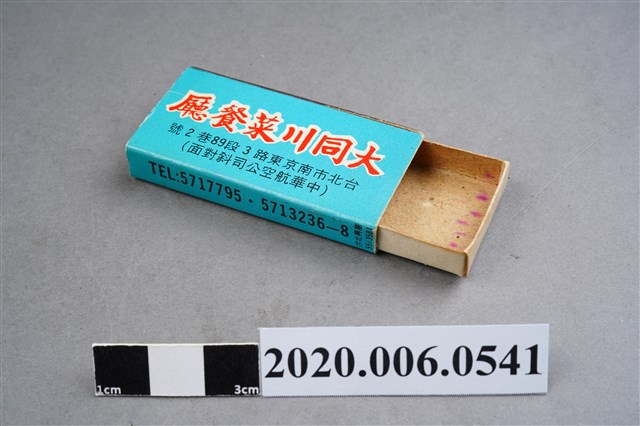 大同川菜餐廳
台北市南京東路3段89巷2號
(中華航空公司斜對面)
TEL:5717795・5713236-8
1cm
3cm
2020.006.0541